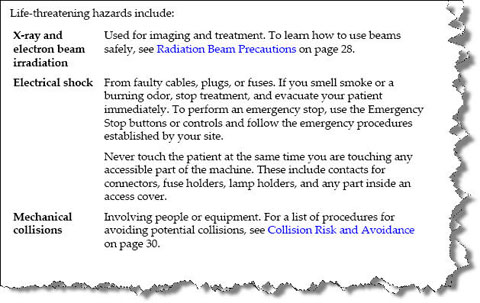 Life-threatening hazards include:
X-ray and electron beam irradiation
Used for imaging and treatment. To learn how to use beams
safely, see Radiation Beam Precautions on page 28.
Electrical shock
From faulty cables, plugs, or fuses. If you smell smoke or a
burning odor, stop treatment, and evacuate your patient
immediately. To perform an emergency stop, use the Emergency
Stop buttons or controls and follow the emergency procedures
established by your site.
Never touch the patient at the same time you are touching any
accessible part of the machine. These include contacts for
connectors, fuse holders, lamp holders, and any part inside an
access cover.
Mechanical collisions
Involving people or equipment. For a list of procedures for
avoiding potential collisions, see Collision Risk and Avoidance
on page 30.